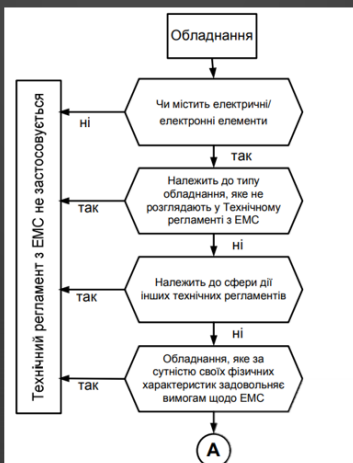 Обладнання
Чи містить електричні/
електронні елементи
ні
так
Належить до типу
обладнання, яке не
розглядають у Технічному
регламенті з ЕМС
так
ні
Належить до сфери дії
інших технічних регламентів
так
ні
Обладнання, яке за
сутністю своїх фізичних
характеристик задовольняє
вимогам щодо ЕМС
так
А
Технічний регламент з ЕМС не застосовується